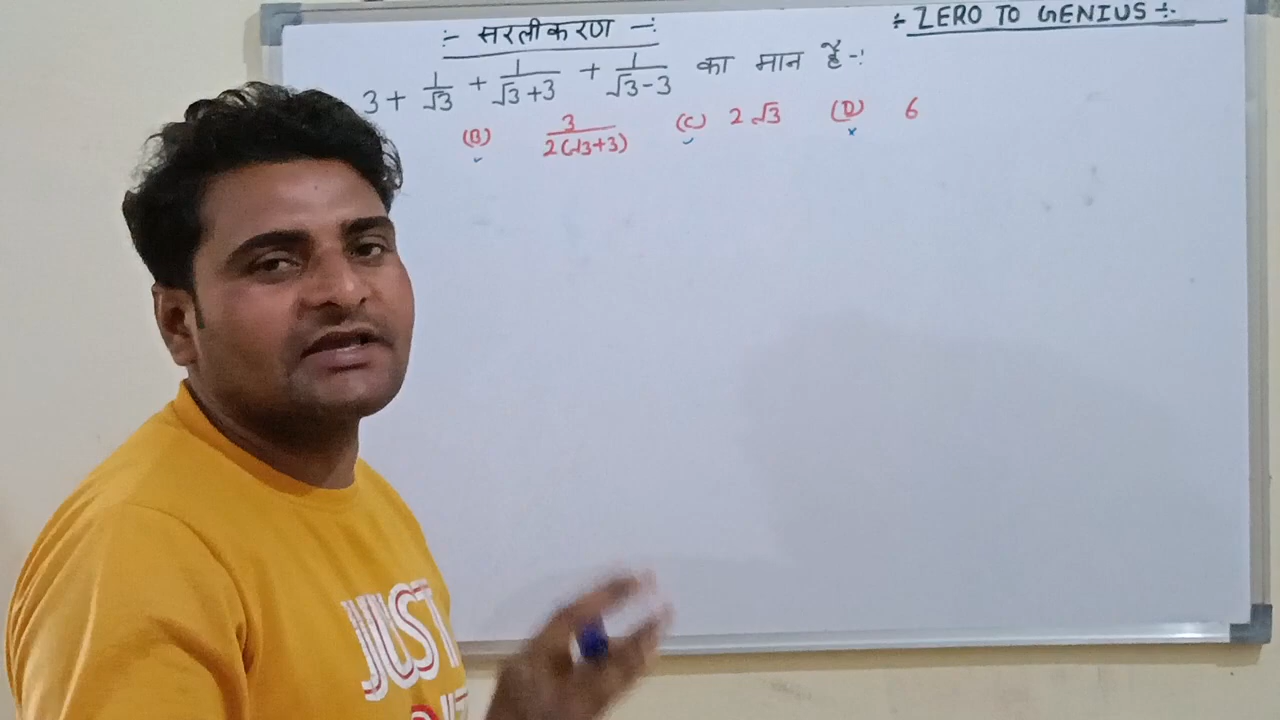 :- सरलीकरण -:
÷ ZERO TO GENIUS ÷
3 + 1/√3 + 1/(√3+3) + 1/(√3-3) का मान है -:
(B) 3/(2(√3+3)) (C) 2√3 (D) 6
JUST